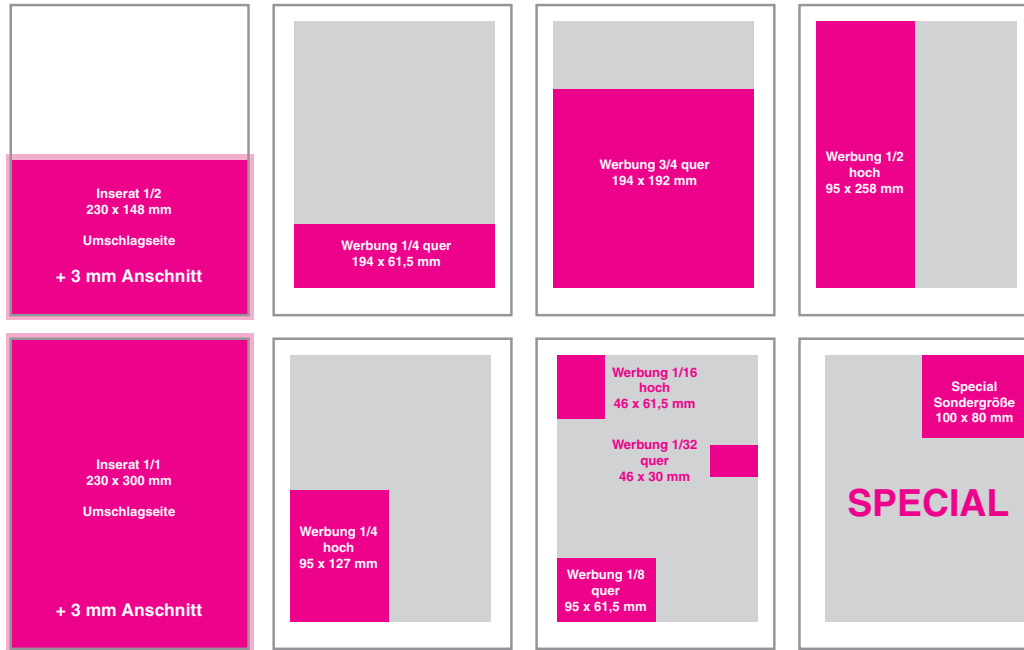 Inserat 1/2
230 x 148 mm
Umschlagseite
+ 3 mm Anschnitt
Werbung 1/4 quer
194 x 61,5 mm
Werbung 3/4 quer
194 x 192 mm
Werbung 1/2
hoch
95 x 258 mm
Inserat 1/1
230 x 300 mm
Umschlagseite
+ 3 mm Anschnitt
Werbung 1/4
hoch
95 x 127 mm
Werbung 1/16
hoch
46 x 61,5 mm
Werbung 1/32
quer
46 x 30 mm
Werbung 1/8
quer
95 x 61,5 mm
Special
Sondergröße
100 x 80 mm
SPECIAL